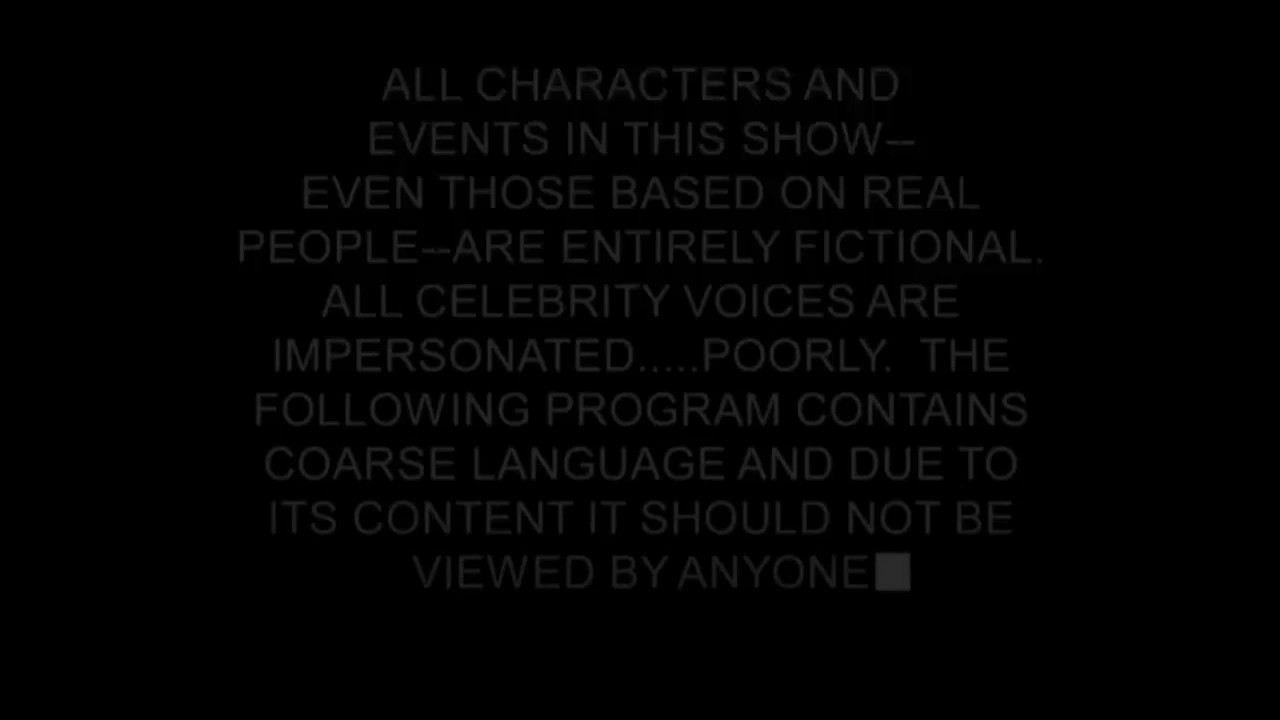 ALL CHARACTERS AND
EVENTS IN THIS SHOW--
EVEN THOSE BASED ON REAL
PEOPLE--ARE ENTIRELY FICTIONAL.
ALL CELEBRITY VOICES ARE
IMPERSONATED.....POORLY.  THE
FOLLOWING PROGRAM CONTAINS
COARSE LANGUAGE AND DUE TO
ITS CONTENT IT SHOULD NOT BE
VIEWED BY ANYONE■